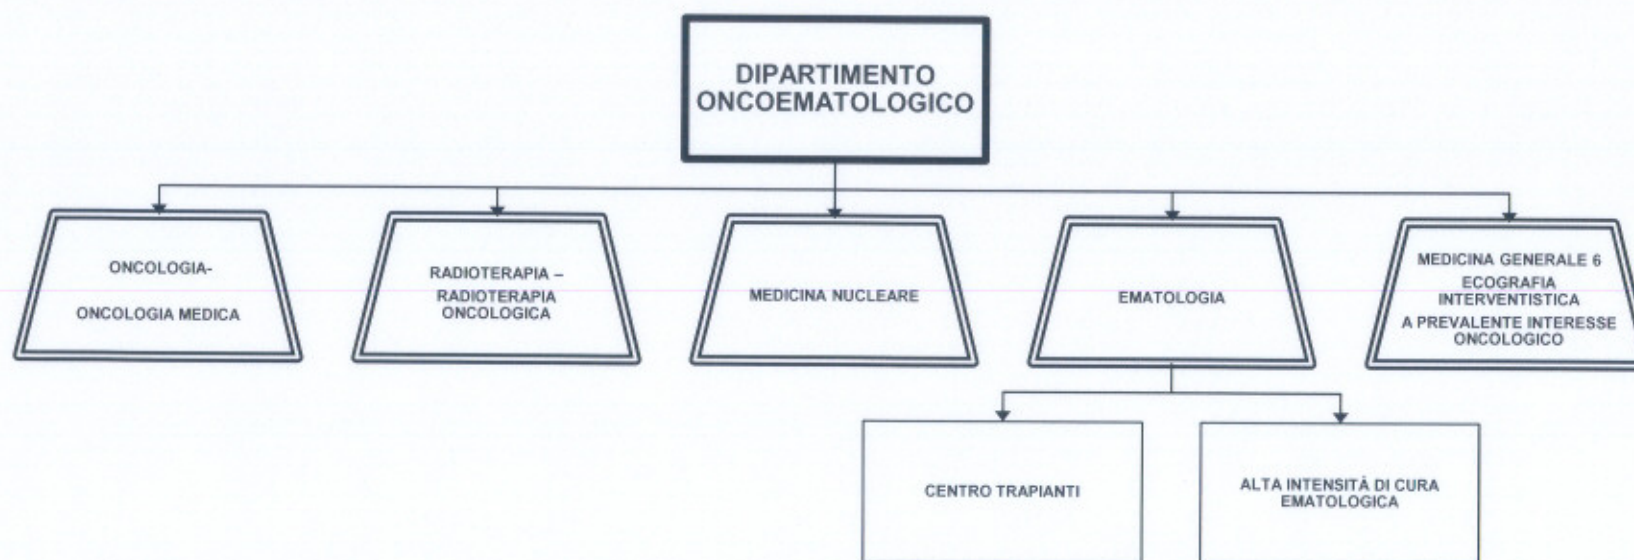 DIPARTIMENTO
ONCOEMATOLOGICO
ONCOLOGIA-
ONCOLOGIA MEDICA
RADIOTERAPIA –
RADIOTERAPIA
ONCOLOGICA
MEDICINA NUCLEARE
EMATOLOGIA
MEDICINA GENERALE 6
ECOGRAFIA
INTERVENTISTICA
A PREVALENTE INTERESSE
ONCOLOGICO
CENTRO TRAPIANTI
ALTA INTENSITÀ DI CURA
EMATOLOGICA